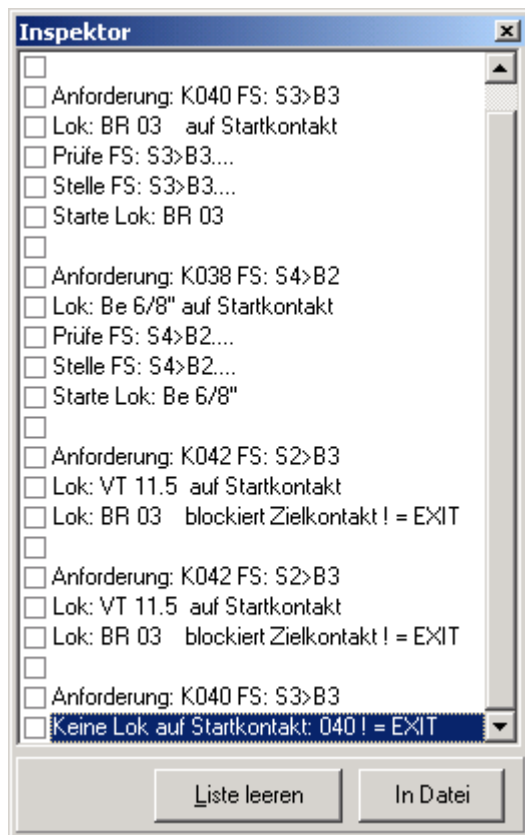 Inspektor
Anforderung: K040 FS: S3>B3
Lok: BR 03 auf Startkontakt
Prüfe FS: S3>B3....
Stelle FS: S3>B3....
Starte Lok: BR 03
Anforderung: K038 FS: S4>B2
Lok: Be 6/8" auf Startkontakt
Prüfe FS: S4>B2....
Stelle FS: S4>B2....
Starte Lok: Be 6/8"
Anforderung: K042 FS: S2>B3
Lok: VT 11.5 auf Startkontakt
Lok: BR 03 blockiert Zielkontakt ! = EXIT
Anforderung: K042 FS: S2>B3
Lok: VT 11.5 auf Startkontakt
Lok: BR 03 blockiert Zielkontakt ! = EXIT
Anforderung: K040 FS: S3>B3
Keine Lok auf Startkontakt: 040 ! = EXIT
Liste leeren
In Datei